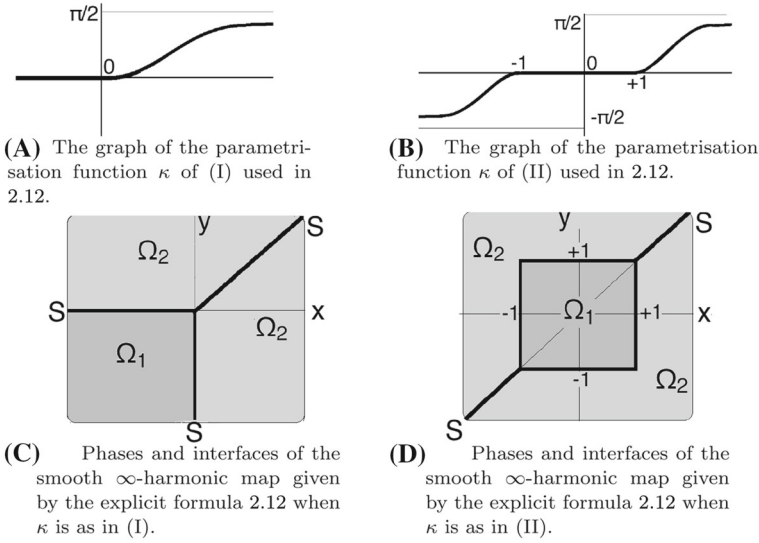 π/2
0
(A) The graph of the parametri-
sation function κ of (I) used in
2.12.
π/2
-1
0
+1
-π/2
(B) The graph of the parametrisation
function κ of (II) used in 2.12.
y
S
Ω2
S
x
Ω2
Ω1
S
(C) Phases and interfaces of the
smooth ∞-harmonic map given
by the explicit formula 2.12 when
κ is as in (I).
y
S
Ω2
+1
-1
Ω1
+1
x
-1
Ω2
S
(D) Phases and interfaces of the
smooth ∞-harmonic map given
by the explicit formula 2.12 when
κ is as in (II).